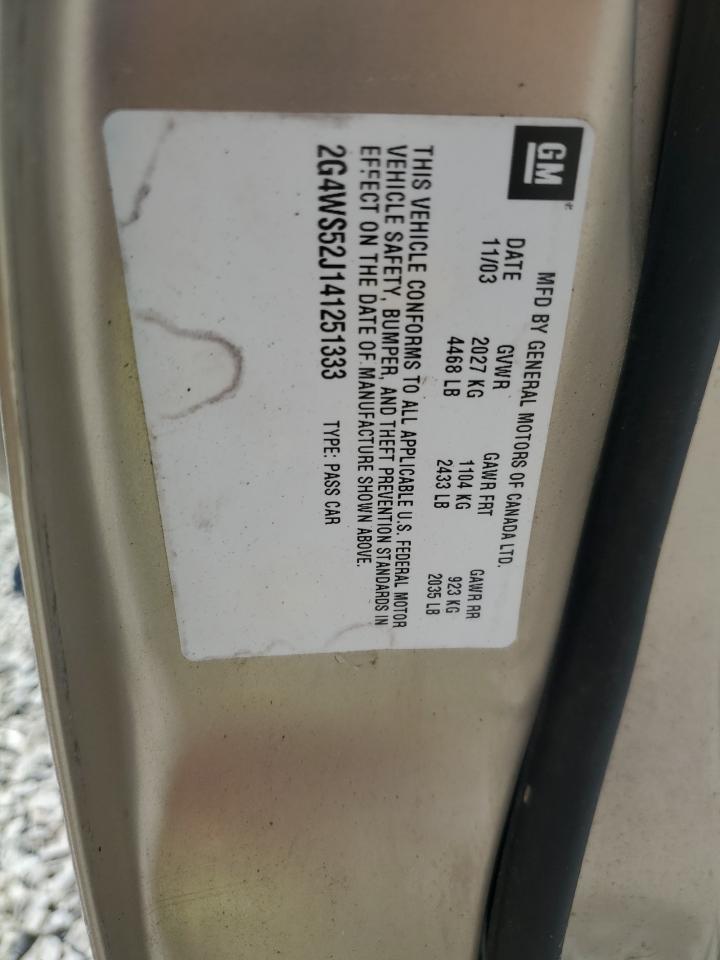 GM
MFD BY GENERAL MOTORS OF CANADA LTD.
DATE GVWR GAWR FRT GAWR RR
11/03 2027 KG 1104 KG 923 KG
4468 LB 2433 LB 2035 LB
THIS VEHICLE CONFORMS TO ALL APPLICABLE U.S. FEDERAL MOTOR
VEHICLE SAFETY, BUMPER, AND THEFT PREVENTION STANDARDS IN
EFFECT ON THE DATE OF MANUFACTURE SHOWN ABOVE.
2G4WS52J141251333 TYPE: PASS CAR